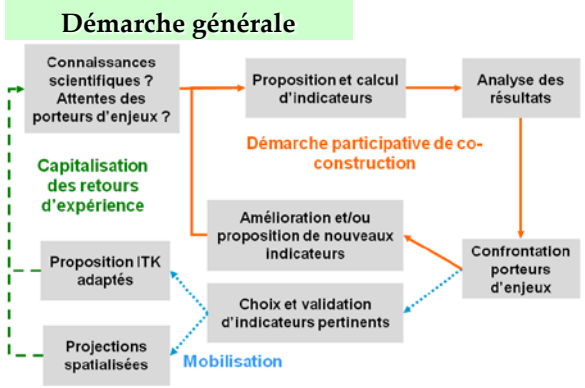 Démarche générale
Connaissances
scientifiques ?
Attentes des
porteurs d'enjeux ?
Proposition et calcul
d'indicateurs
Analyse des
résultats
Démarche participative de co-
construction
Capitalisation
des retours
d'expérience
Amélioration et/ou
proposition de nouveaux
indicateurs
Confrontation
porteurs
d'enjeux
Proposition ITK
adaptés
Choix et validation
d'indicateurs pertinents
Projections
spatialisées
Mobilisation